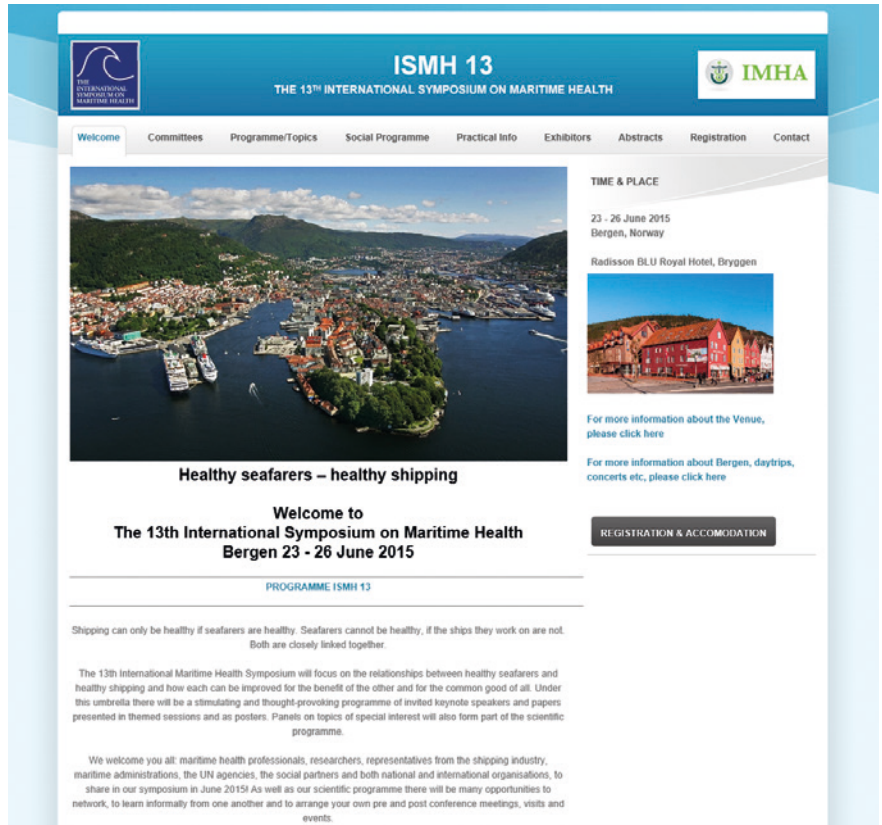 THE
INTERNATIONAL
SYMPOSIUM ON
MARITIME HEALTH
ISMH 13
THE 13TH INTERNATIONAL SYMPOSIUM ON MARITIME HEALTH
IMHA
Welcome Committees Programme/Topics Social Programme Practical Info Exhibitors Abstracts Registration Contact
Healthy seafarers – healthy shipping
Welcome to
The 13th International Symposium on Maritime Health
Bergen 23 - 26 June 2015
PROGRAMME ISMH 13
Shipping can only be healthy if seafarers are healthy. Seafarers cannot be healthy, if the ships they work on are not.
Both are closely linked together.
The 13th International Maritime Health Symposium will focus on the relationships between healthy seafarers and
healthy shipping and how each can be improved for the benefit of the other and for the common good of all. Under
this umbrella there will be a stimulating and thought-provoking programme of invited keynote speakers and papers
presented in themed sessions and as posters. Panels on topics of special interest will also form part of the scientific
programme.
We welcome you all: maritime health professionals, researchers, representatives from the shipping industry,
maritime administrations, the UN agencies, the social partners and both national and international organisations, to
share in our symposium in June 2015! As well as our scientific programme there will be many opportunities to
network, to learn informally from one another and to arrange your own pre and post conference meetings, visits and
events.
TIME & PLACE
23 - 26 June 2015
Bergen, Norway
Radisson BLU Royal Hotel, Bryggen
For more information about the Venue,
please click here
For more information about Bergen, daytrips,
concerts etc, please click here
REGISTRATION & ACCOMODATION